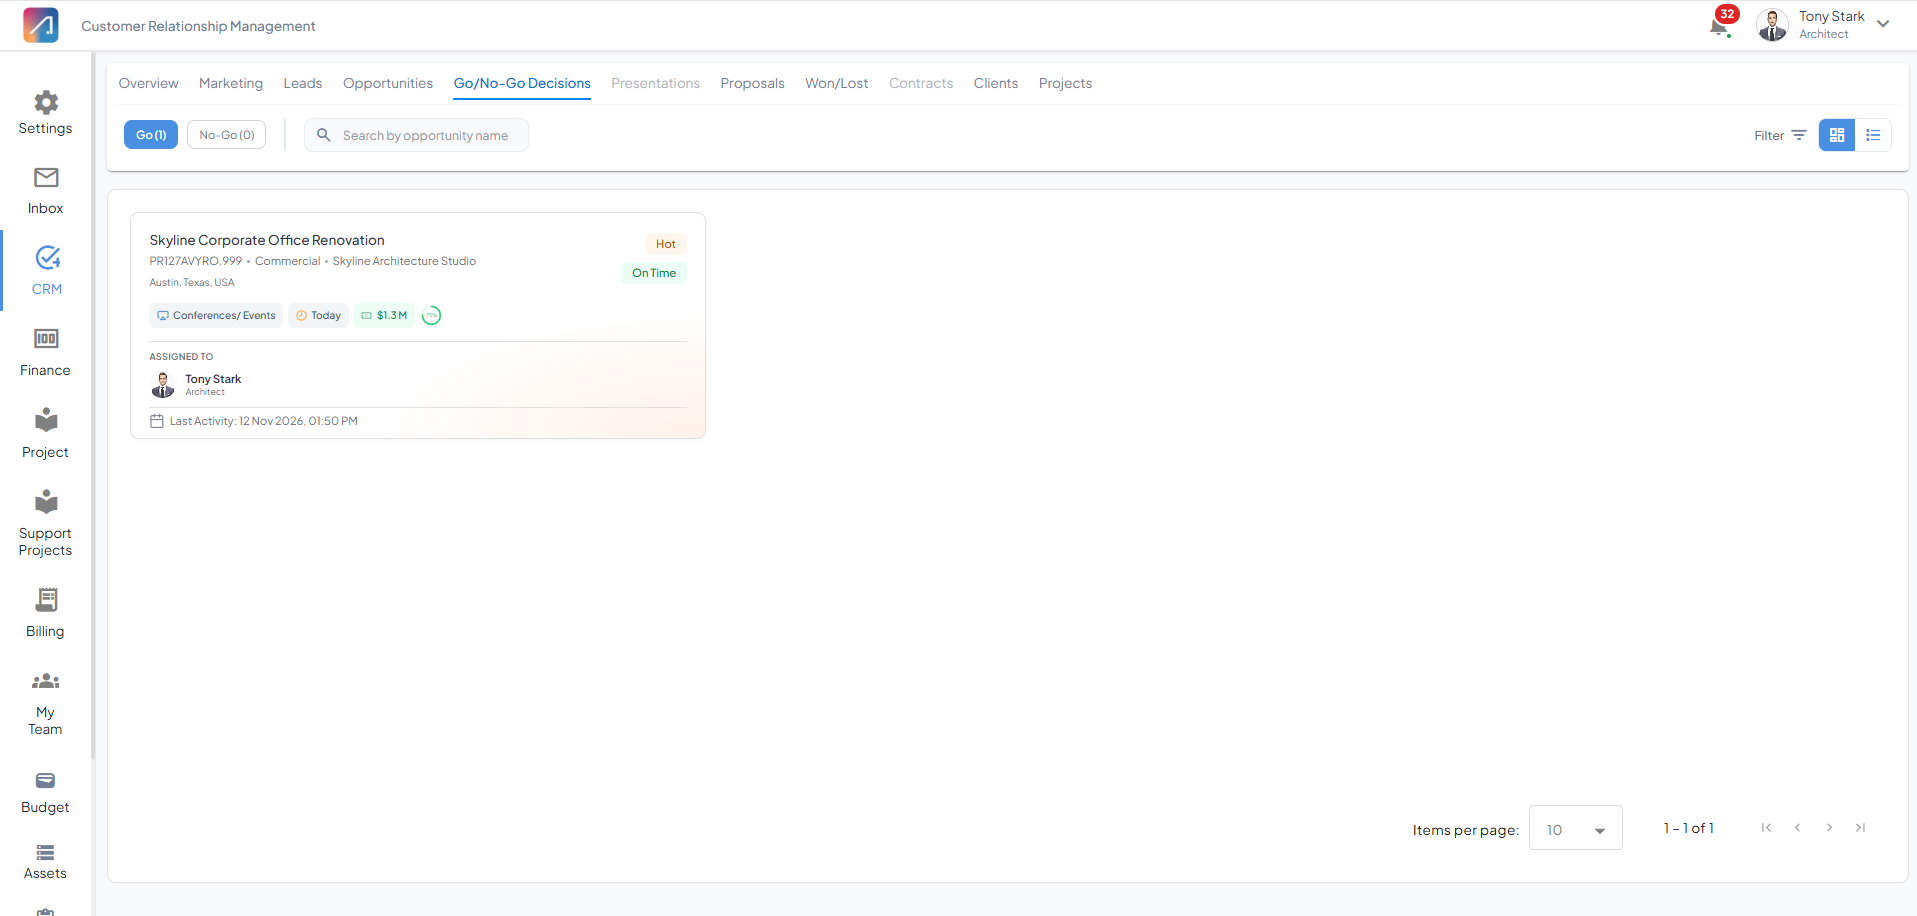 Customer Relationship Management
32
Tony Stark
Architect
Settings
Inbox
CRM
Finance
Project
Support
Projects
Billing
My
Team
Budget
Assets
Overview Marketing Leads Opportunities Go/No-Go Decisions Presentations Proposals Won/Lost Contracts Clients Projects
Go (1) No-Go (0) Search by opportunity name Filter
Skyline Corporate Office Renovation
Hot
PR127AVYRO.999 • Commercial • Skyline Architecture Studio
On Time
Austin, Texas, USA
Conferences/ Events Today $1.3 M 75%
ASSIGNED TO
Tony Stark
Architect
Last Activity: 12 Nov 2026, 01:50 PM
Items per page: 10 1 – 1 of 1